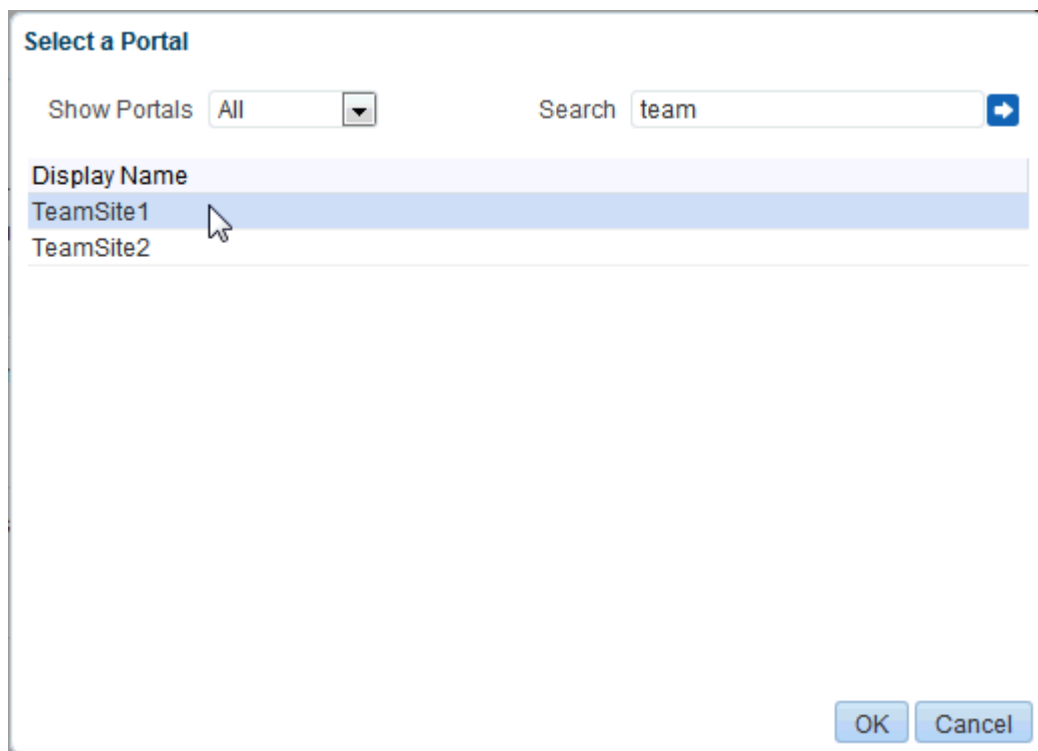 Select a Portal
Show Portals All Search team
Display Name
TeamSite1
TeamSite2
OK Cancel